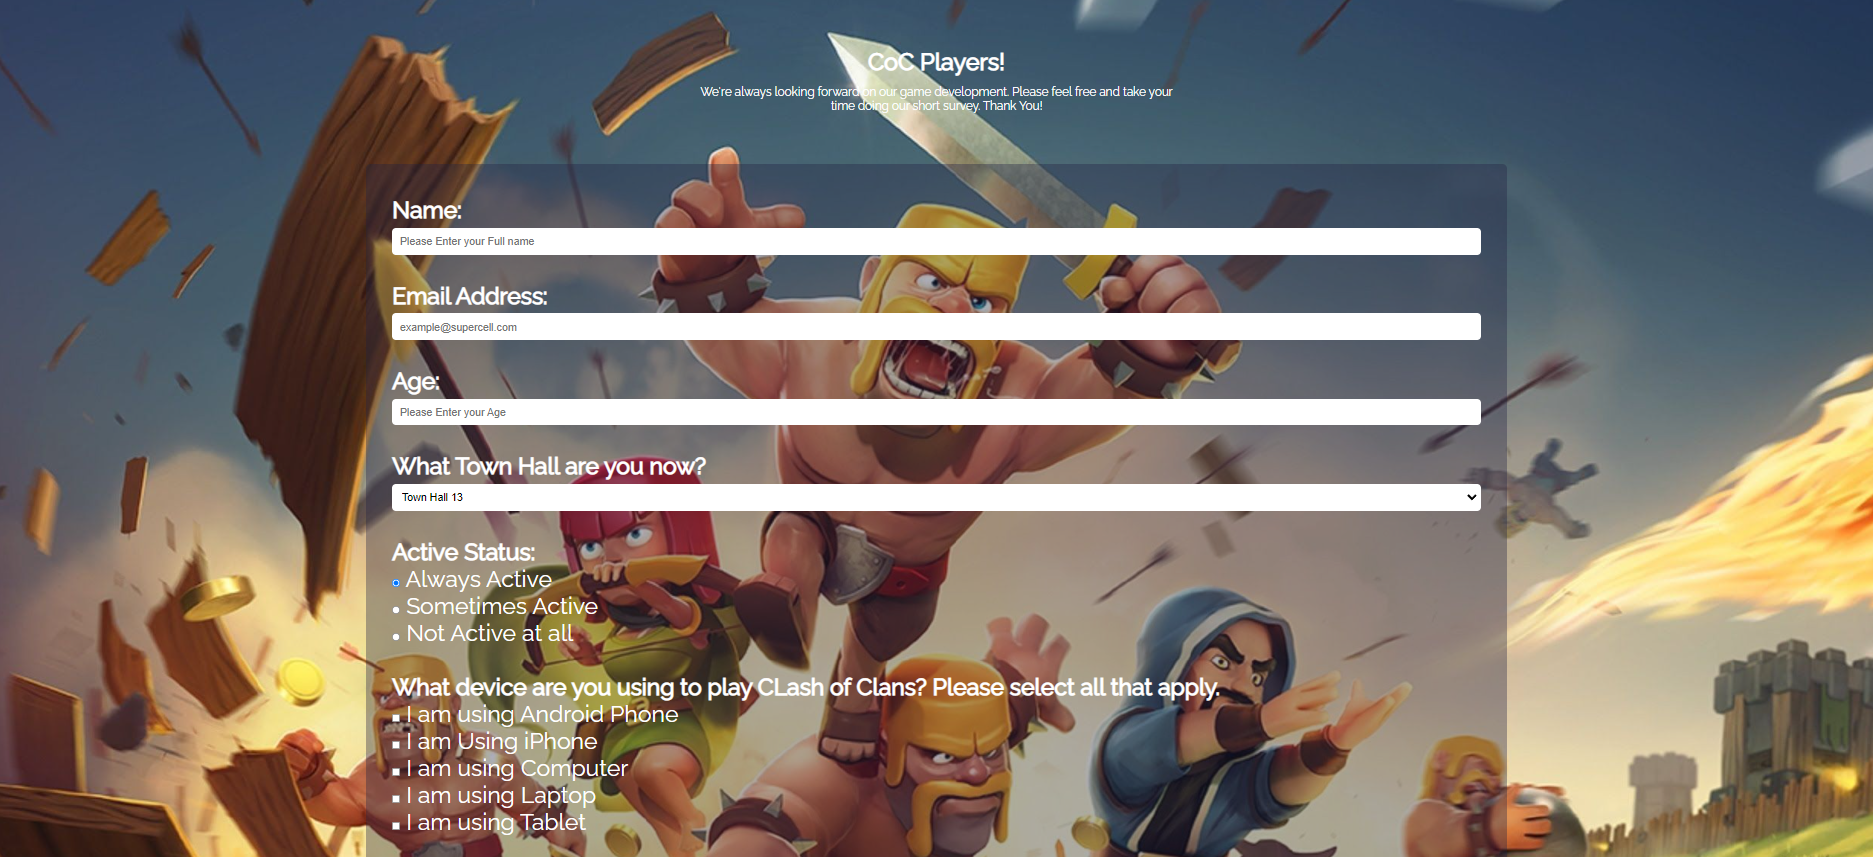 CoC Players!
We're always looking forward on our game development. Please feel free and take your
time doing our short survey. Thank You!
Name:
Please Enter your Full name
Email Address:
example@supercell.com
Age:
Please Enter your Age
What Town Hall are you now?
Town Hall 13
Active Status:
Always Active
Sometimes Active
Not Active at all
What device are you using to play CLash of Clans? Please select all that apply.
I am using Android Phone
I am Using iPhone
I am using Computer
I am using Laptop
I am using Tablet